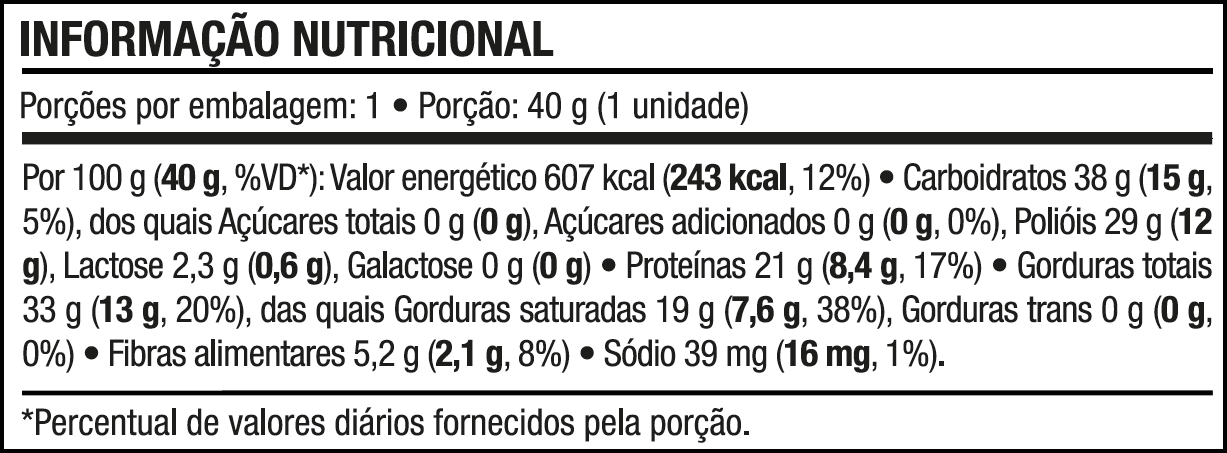 INFORMAÇÃO NUTRICIONAL
Porções por embalagem: 1 • Porção: 40 g (1 unidade)
Por 100 g (40 g, %VD*): Valor energético 607 kcal (243 kcal, 12%) • Carboidratos 38 g (15 g,
5%), dos quais Açúcares totais 0 g (0 g), Açúcares adicionados 0 g (0 g, 0%), Polióis 29 g (12
g), Lactose 2,3 g (0,6 g), Galactose 0 g (0 g) • Proteínas 21 g (8,4 g, 17%) • Gorduras totais
33 g (13 g, 20%), das quais Gorduras saturadas 19 g (7,6 g, 38%), Gorduras trans 0 g (0 g,
0%) • Fibras alimentares 5,2 g (2,1 g, 8%) • Sódio 39 mg (16 mg, 1%).
*Percentual de valores diários fornecidos pela porção.